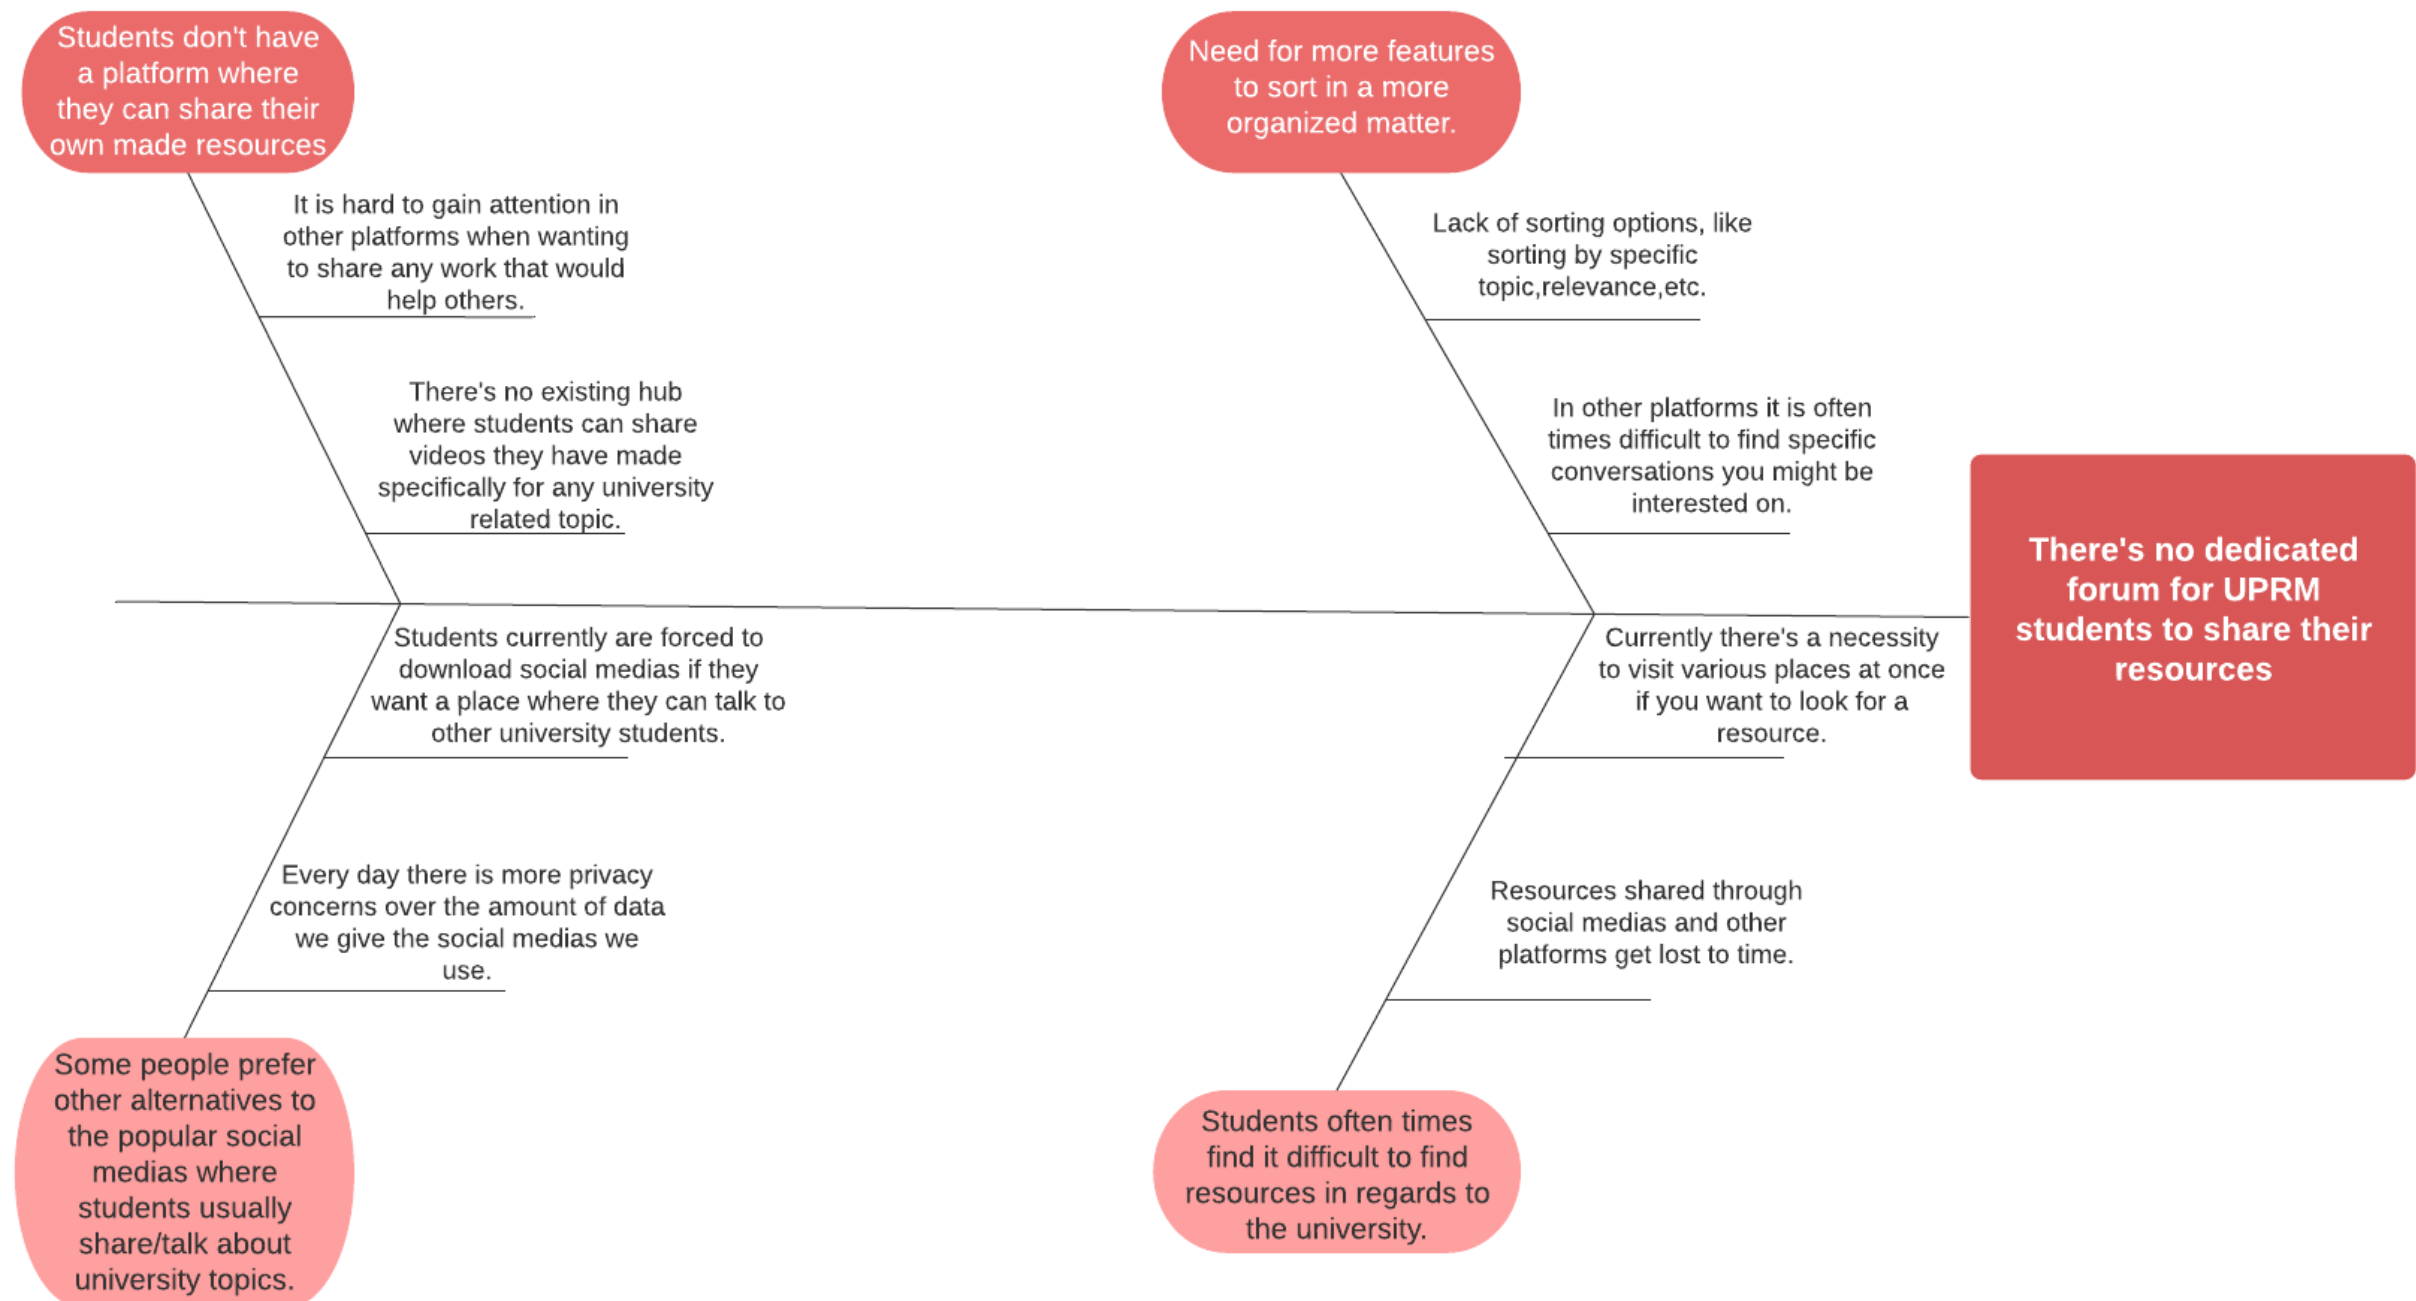 Students don't have
a platform where
they can share their
own made resources
Need for more features
to sort in a more
organized matter.
It is hard to gain attention in
other platforms when wanting
to share any work that would
help others.
Lack of sorting options, like
sorting by specific
topic,relevance,etc.
There's no existing hub
where students can share
videos they have made
specifically for any university
related topic.
In other platforms it is often
times difficult to find specific
conversations you might be
interested on.
There's no dedicated
forum for UPRM
students to share their
resources
Students currently are forced to
download social medias if they
want a place where they can talk to
other university students.
Currently there's a necessity
to visit various places at once
if you want to look for a
resource.
Every day there is more privacy
concerns over the amount of data
we give the social medias we
use.
Resources shared through
social medias and other
platforms get lost to time.
Some people prefer
other alternatives to
the popular social
medias where
students usually
share/talk about
university topics.
Students often times
find it difficult to find
resources in regards to
the university.